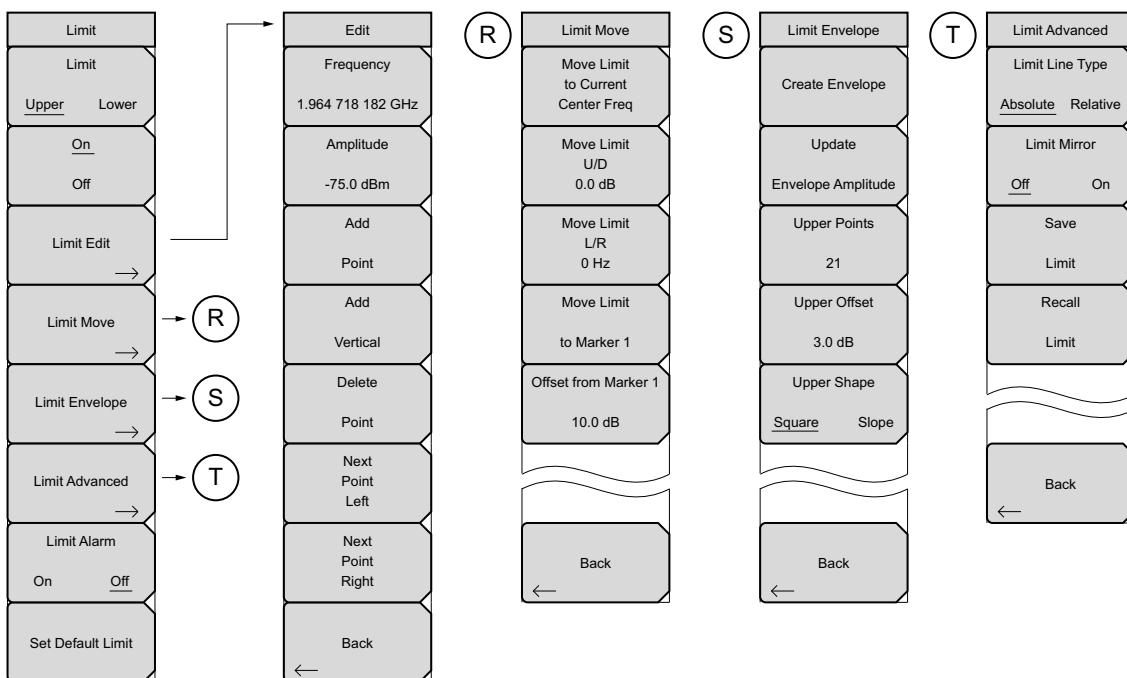 Limit
Limit
Upper Lower
On
Off
Limit Edit
Limit Move
R
Limit Envelope
S
Limit Advanced
T
Limit Alarm
On Off
Set Default Limit
Edit
Frequency
1.964 718 182 GHz
Amplitude
-75.0 dBm
Add
Point
Add
Vertical
Delete
Point
Next
Point
Left
Next
Point
Right
Back
R
Limit Move
Move Limit
to Current
Center Freq
Move Limit
U/D
0.0 dB
Move Limit
L/R
0 Hz
Move Limit
to Marker 1
Offset from Marker 1
10.0 dB
Back
S
Limit Envelope
Create Envelope
Update
Envelope Amplitude
Upper Points
21
Upper Offset
3.0 dB
Upper Shape
Square Slope
Back
T
Limit Advanced
Limit Line Type
Absolute Relative
Limit Mirror
Off On
Save
Limit
Recall
Limit
Back